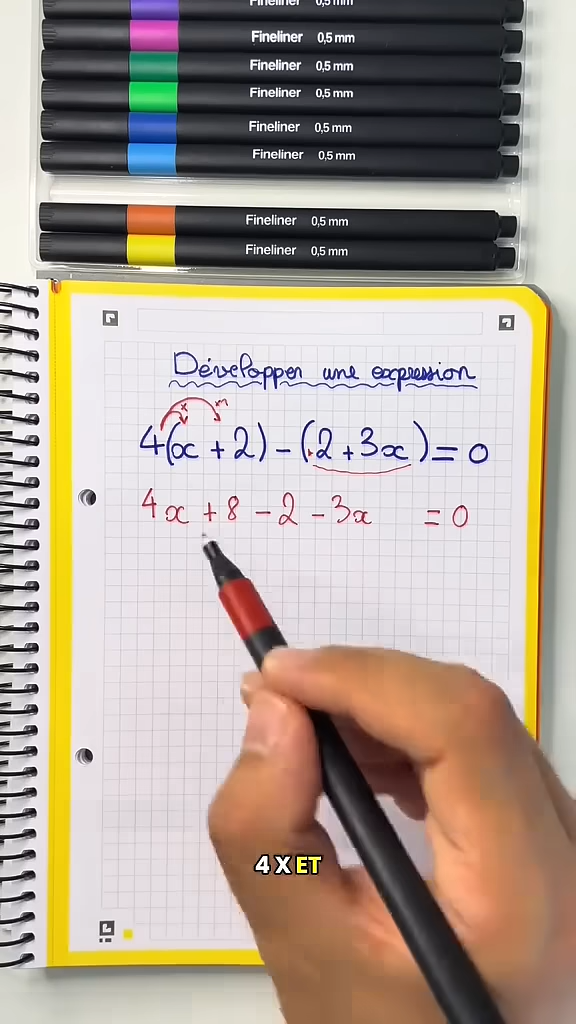 0,5 mm
Fineliner 0,5 mm
Fineliner 0,5 mm
Fineliner 0,5 mm
Fineliner 0,5 mm
Fineliner 0,5 mm
Fineliner 0,5 mm
Fineliner 0,5 mm
Développer une expression
4(x + 2) - (2 + 3x) = 0
4x + 8 - 2 - 3x = 0
4 X ET